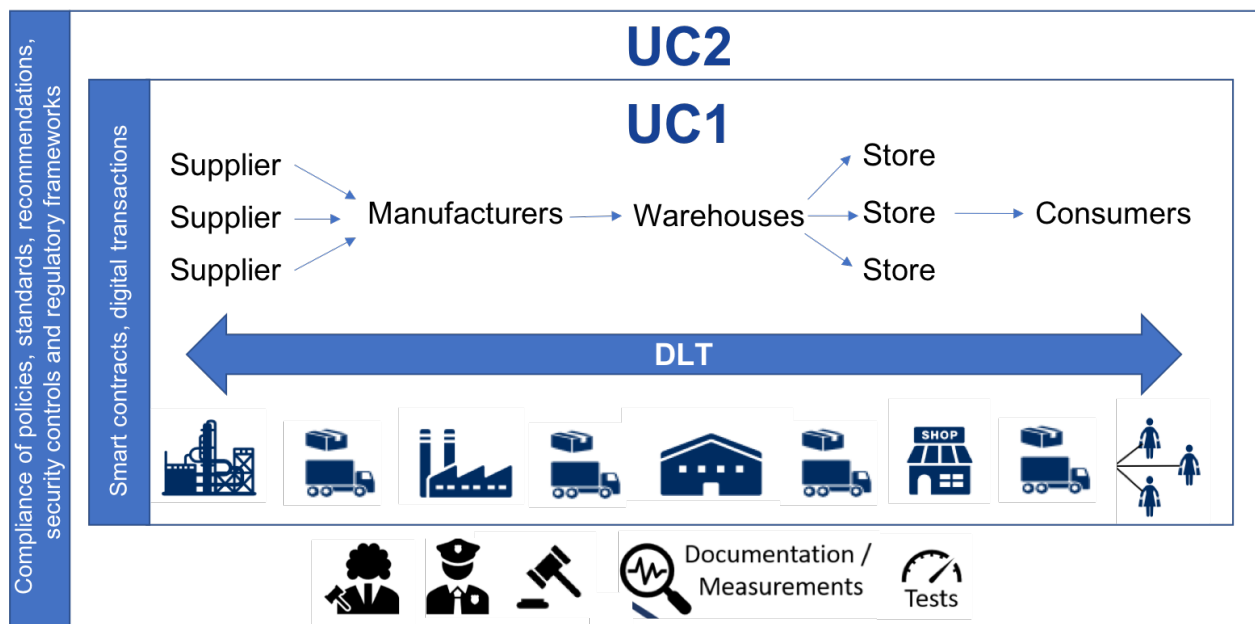 Compliance of policies, standards, recommendations,
security controls and regulatory frameworks
Smart contracts, digital transactions
UC2
UC1
Supplier
Supplier
Supplier
Manufacturers
Warehouses
Store
Store
Store
Consumers
DLT
SHOP
Documentation /
Measurements
Tests